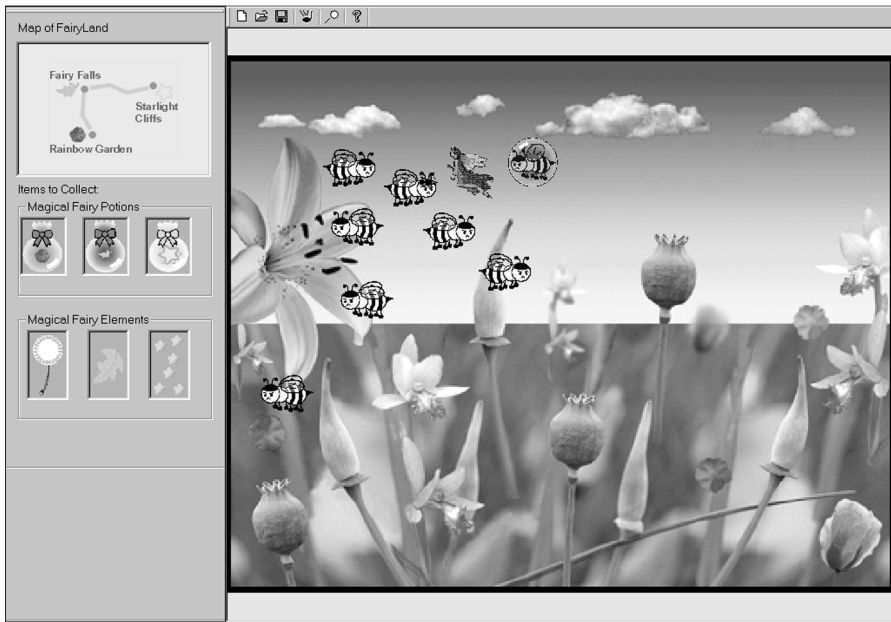 Map of FairyLand
Fairy Falls
Starlight
Cliffs
Rainbow Garden
Items to Collect:
Magical Fairy Potions
Magical Fairy Elements